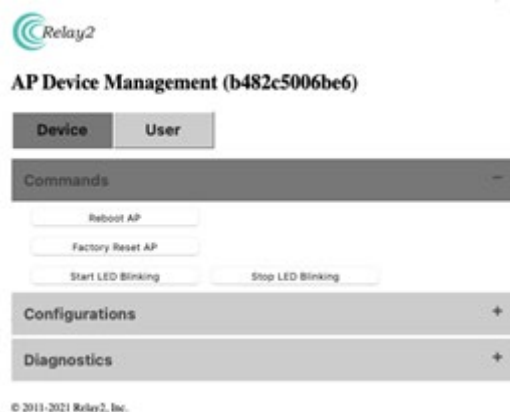 Relay2
AP Device Management (b482c5006be6)
Device User
Commands −
Reboot AP
Factory Reset AP
Start LED Blinking Stop LED Blinking
Configurations +
Diagnostics +
© 2011-2021 Relay2, Inc.